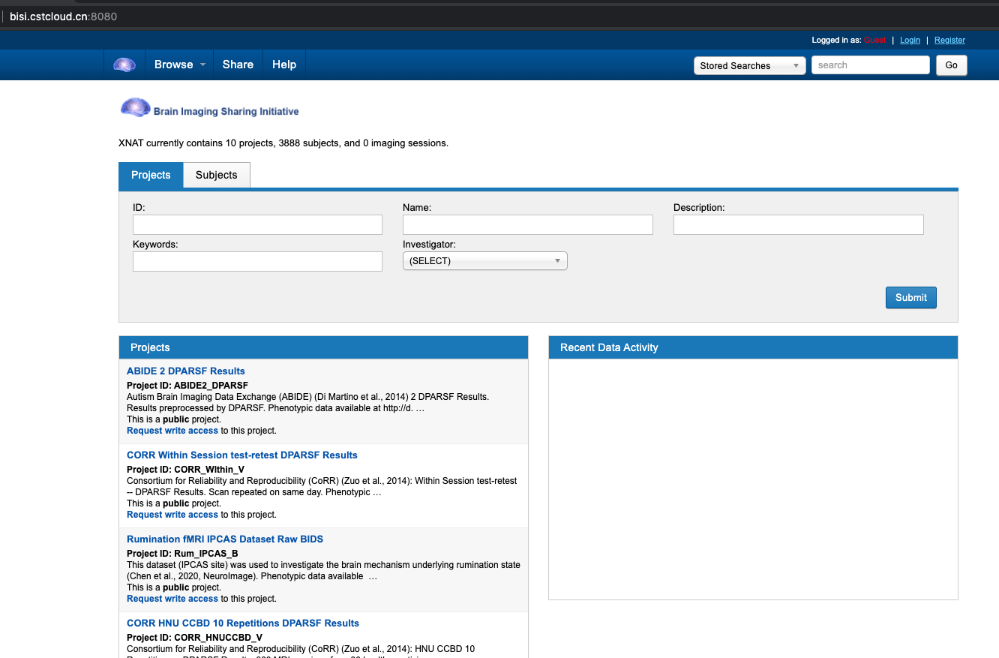 bisi.cstcloud.cn:8080
Logged in as: Guest | Login | Register
Browse Share Help Stored Searches search Go
Brain Imaging Sharing Initiative
XNAT currently contains 10 projects, 3888 subjects, and 0 imaging sessions.
Projects Subjects
ID: Name: Description:
Keywords: Investigator:
(SELECT)
Submit
Projects
ABIDE 2 DPARSF Results
Project ID: ABIDE2_DPARSF
Autism Brain Imaging Data Exchange (ABIDE) (Di Martino et al., 2014) 2 DPARSF Results.
Results preprocessed by DPARSF. Phenotypic data available at http://d. …
This is a public project.
Request write access to this project.
CORR Within Session test-retest DPARSF Results
Project ID: CORR_WIthin_V
Consortium for Reliability and Reproducibility (CoRR) (Zuo et al., 2014): Within Session test-retest
-- DPARSF Results. Scan repeated on same day. Phenotypic …
This is a public project.
Request write access to this project.
Rumination fMRI IPCAS Dataset Raw BIDS
Project ID: Rum_IPCAS_B
This dataset (IPCAS site) was used to investigate the brain mechanism underlying rumination state
(Chen et al., 2020, NeuroImage). Phenotypic data available …
This is a public project.
Request write access to this project.
CORR HNU CCBD 10 Repetitions DPARSF Results
Project ID: CORR_HNUCCBD_V
Consortium for Reliability and Reproducibility (CoRR) (Zuo et al., 2014): HNU CCBD 10
Recent Data Activity